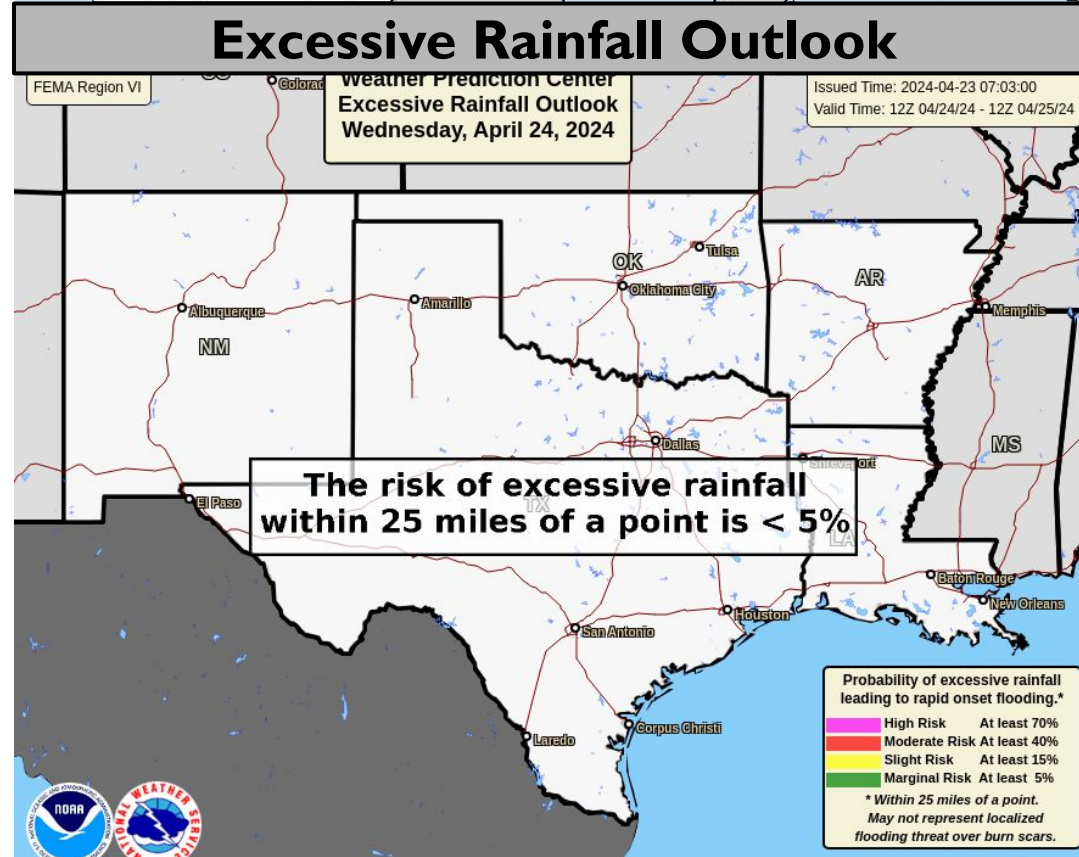 Excessive Rainfall Outlook
FEMA Region VI
Weather Prediction Center
Excessive Rainfall Outlook
Wednesday, April 24, 2024
Issued Time: 2024-04-23 07:03:00
Valid Time: 12Z 04/24/24 - 12Z 04/25/24
Tulsa
OK
Oklahoma City
AR
Amarillo
Albuquerque
Memphis
NM
Dallas
MS
Shreveport
The risk of excessive rainfall
within 25 miles of a point is < 5%
El Paso
TX
LA
Baton Rouge
New Orleans
Houston
San Antonio
Corpus Christi
Laredo
Probability of excessive rainfall
leading to rapid onset flooding.*
High Risk At least 70%
Moderate Risk At least 40%
Slight Risk At least 15%
Marginal Risk At least 5%
* Within 25 miles of a point.
May not represent localized
flooding threat over burn scars.
NOAA
NATIONAL WEATHER SERVICE